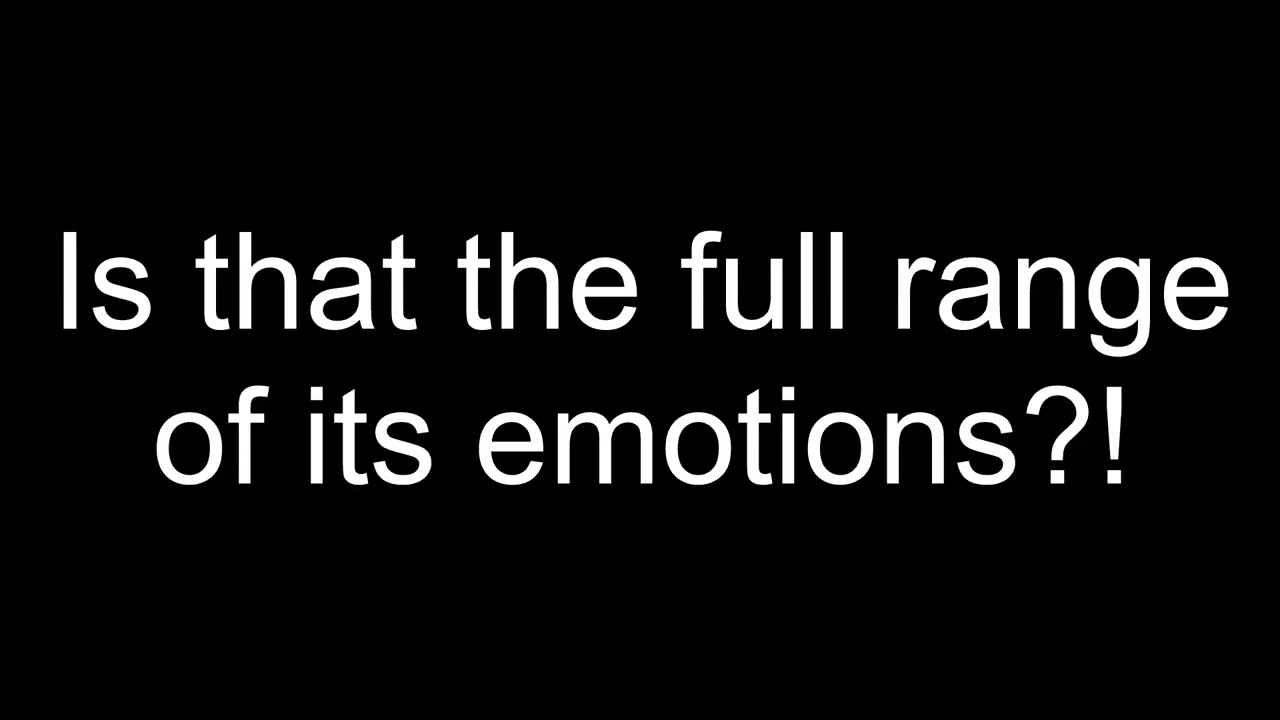 Is that the full range
of its emotions?!